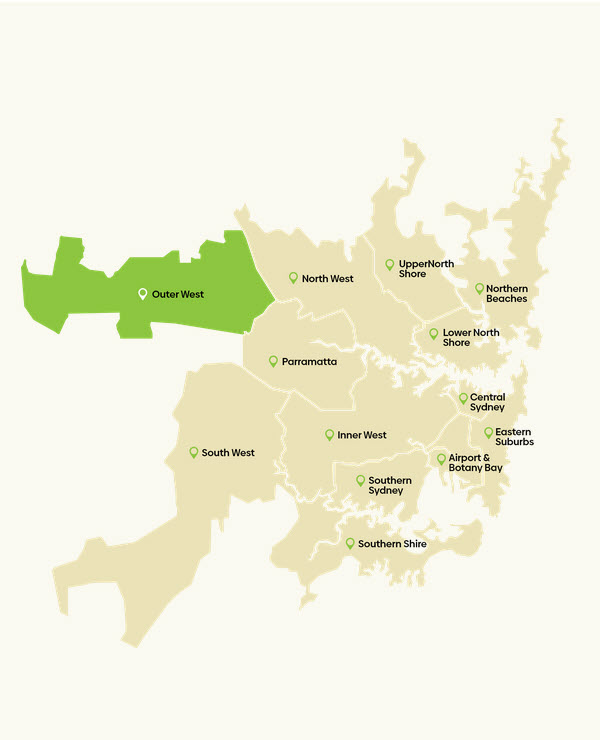 UpperNorth
Shore
North West
Northern
Beaches
Outer West
Lower North
Shore
Parramatta
Central
Sydney
Inner West
Eastern
Suburbs
South West
Airport &
Botany Bay
Southern
Sydney
Southern Shire